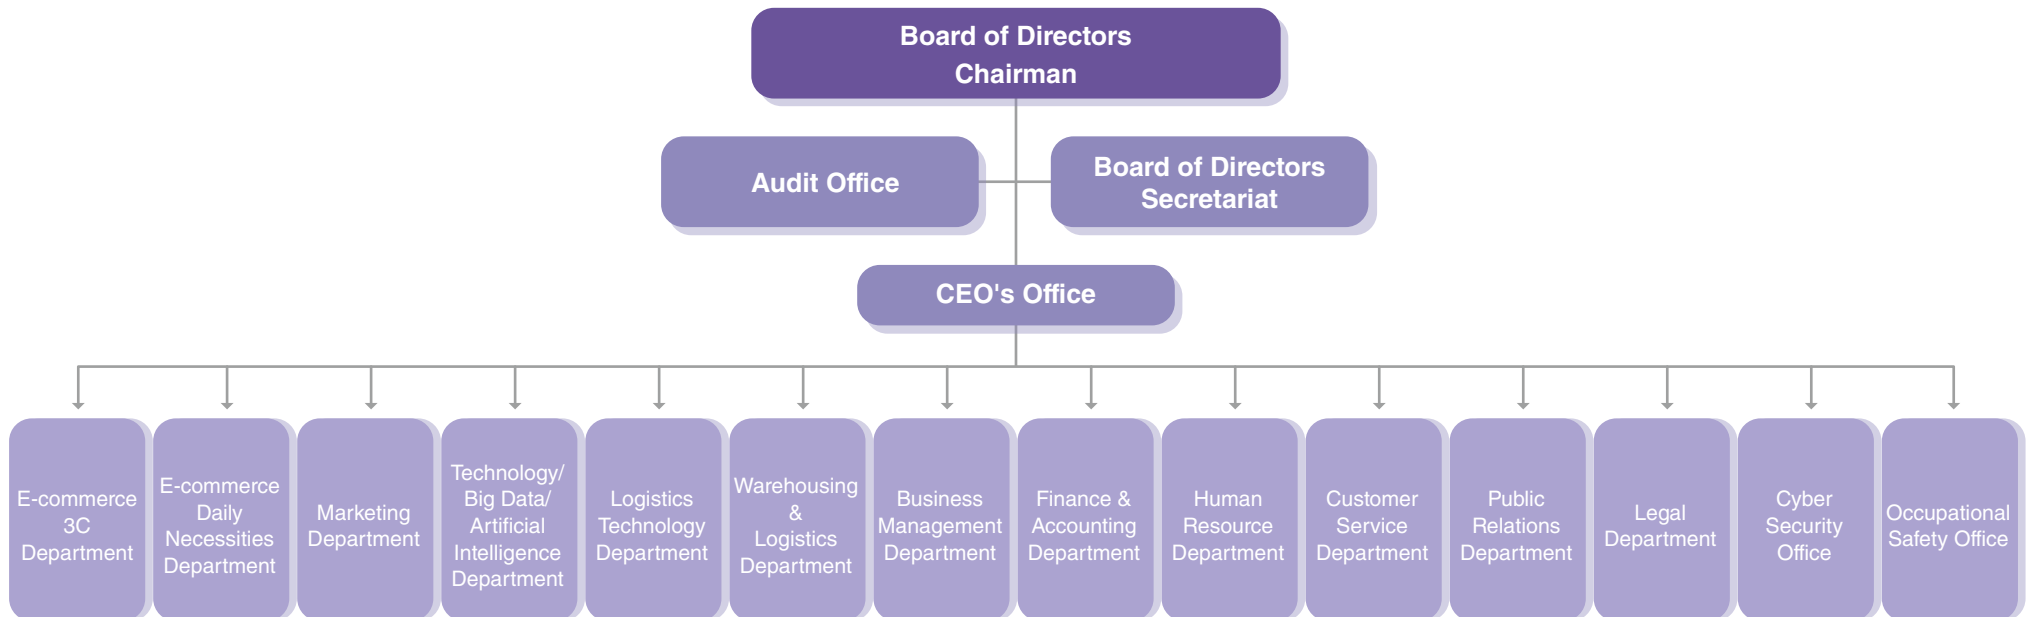 Board of Directors
Chairman
Audit Office
Board of Directors
Secretariat
CEO's Office
E-commerce
3C
Department
E-commerce
Daily
Necessities
Department
Marketing
Department
Technology/
Big Data/
Artificial
Intelligence
Department
Logistics
Technology
Department
Warehousing
&
Logistics
Department
Business
Management
Department
Finance &
Accounting
Department
Human
Resource
Department
Customer
Service
Department
Public
Relations
Department
Legal
Department
Cyber
Security
Office
Occupational
Safety Office